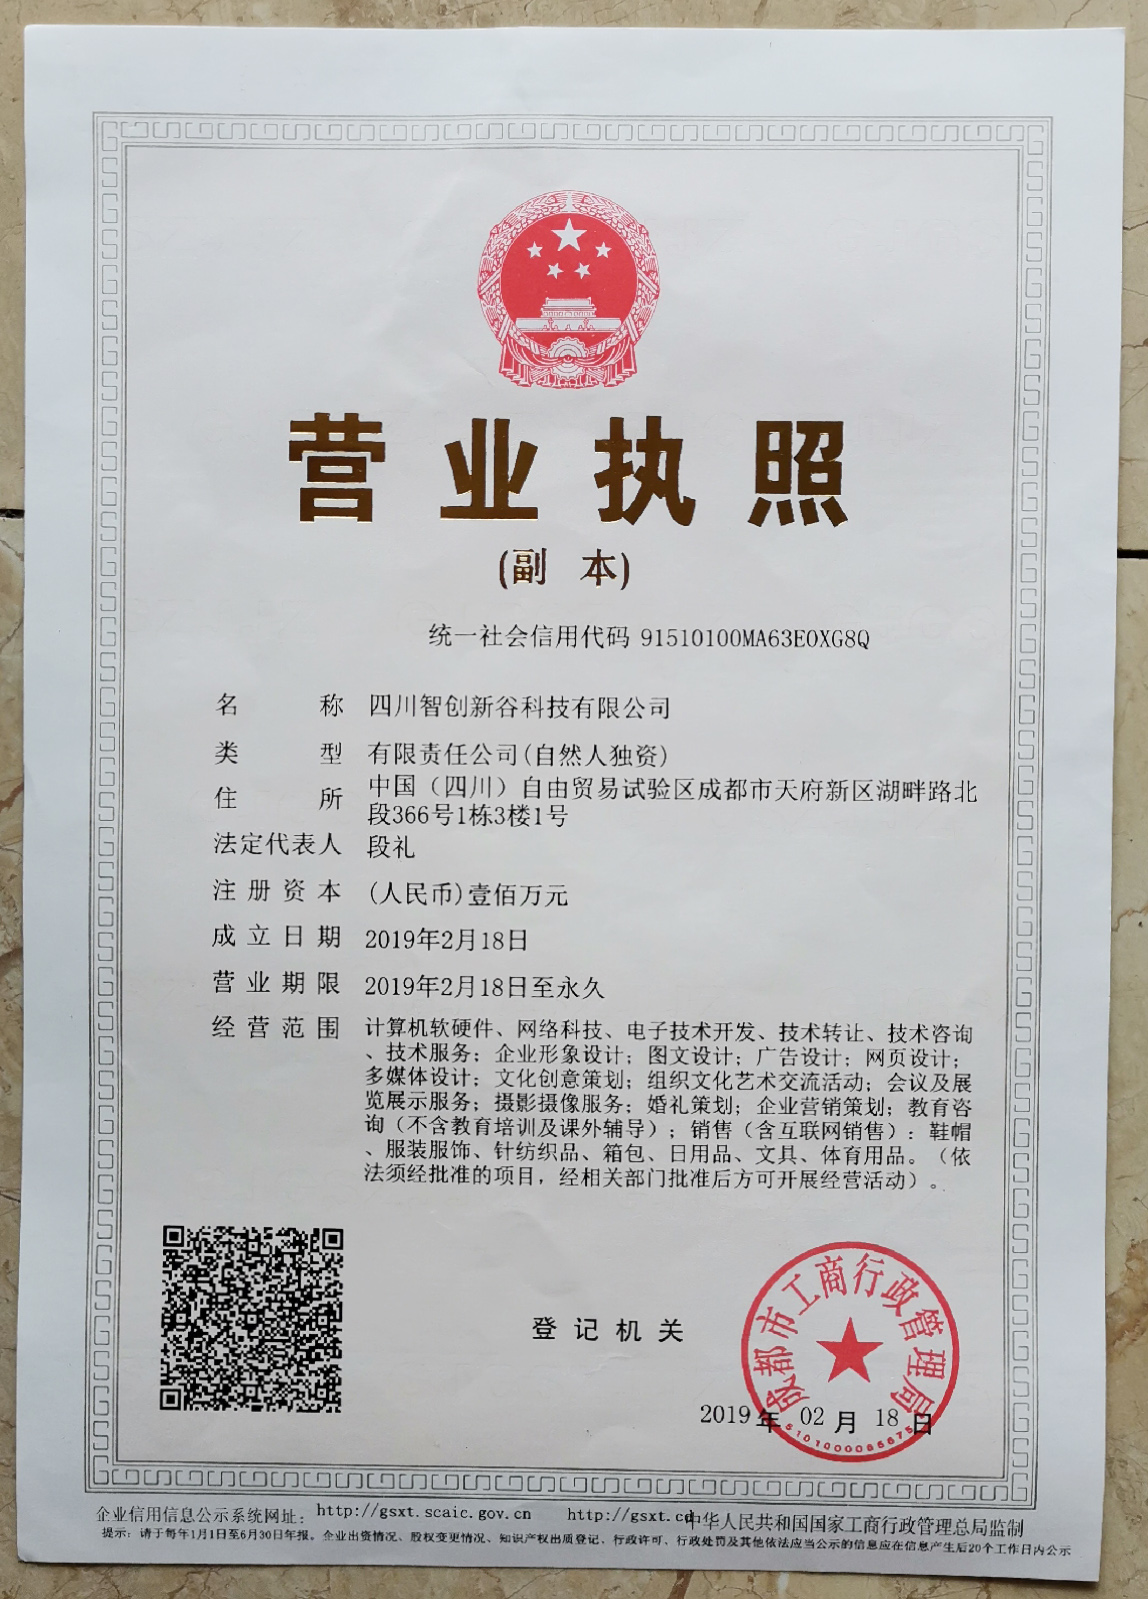 营业执照
(副 本)
统一社会信用代码 91510100MA63E0XG8Q
名 称 四川智创新谷科技有限公司
类 型 有限责任公司(自然人独资)
住 所 中国（四川）自由贸易试验区成都市天府新区湖畔路北
段366号1栋3楼1号
法定代表人 段礼
注册资本 (人民币)壹佰万元
成立日期 2019年2月18日
营业期限 2019年2月18日至永久
经营范围 计算机软硬件、网络科技、电子技术开发、技术转让、技术咨询
、技术服务；企业形象设计；图文设计；广告设计；网页设计；
多媒体设计；文化创意策划；组织文化艺术交流活动；会议及展
览展示服务；摄影摄像服务；婚礼策划；企业营销策划；教育咨
询（不含教育培训及课外辅导）；销售（含互联网销售）：鞋帽
、服装服饰、针纺织品、箱包、日用品、文具、体育用品。（依
法须经批准的项目，经相关部门批准后方可开展经营活动）。
登记机关
成都市工商行政管理局
2019年 02月 18日
企业信用信息公示系统网址： http://gsxt.scaic.gov.cn http://gsxt.cd 中华人民共和国国家工商行政管理总局监制
提示：请于每年1月1日至6月30日年报。企业出资情况、股权变更情况、知识产权出质登记、行政许可、行政处罚及其他依法应当公示的信息应在信息产生后20个工作日内公示